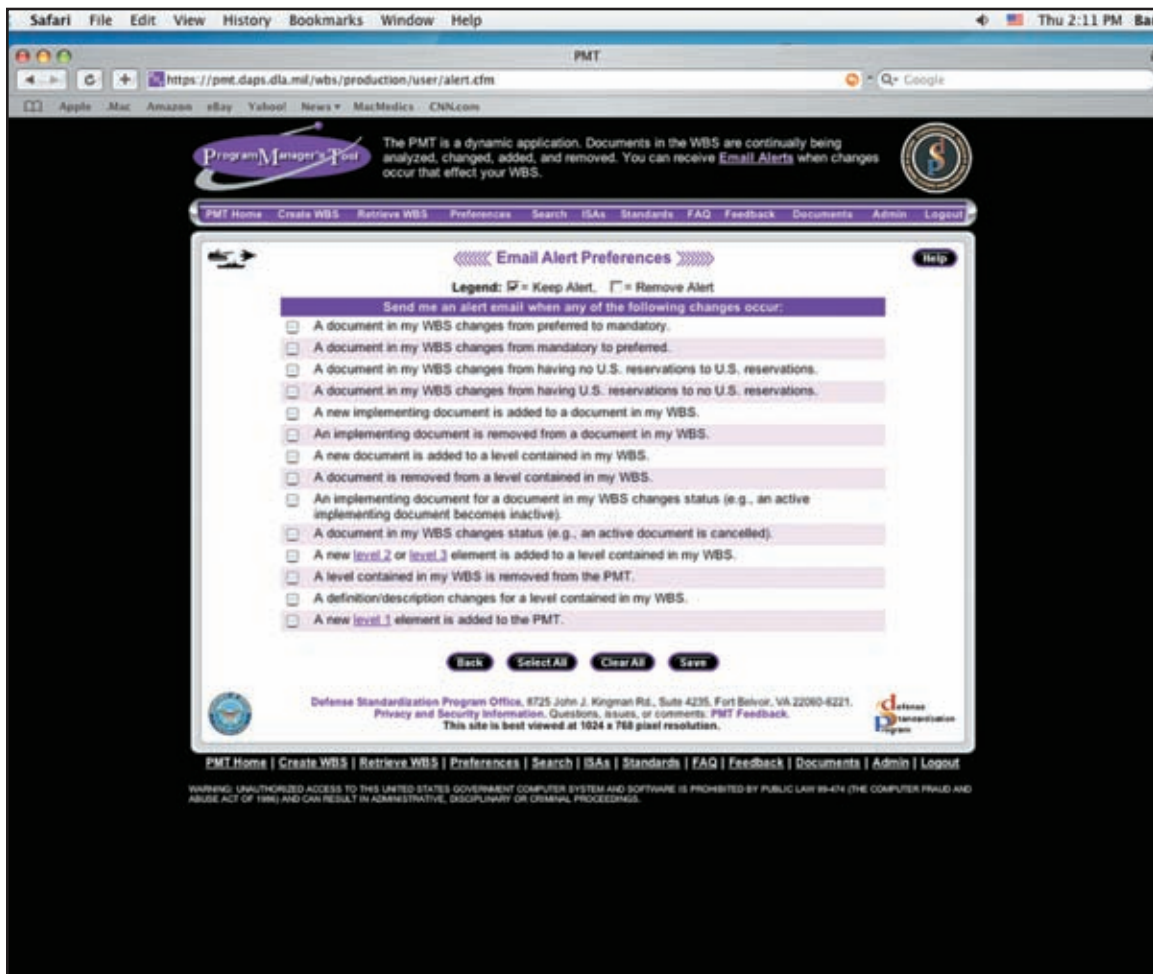 Safari File Edit View History Bookmarks Window Help Thu 2:11 PM Ba
PMT
https://pmt.daps.dla.mil/wbs/production/user/alert.cfm Google
Apple .Mac Amazon eBay Yahoo! News MacMedics CNN.com
Program Manager's Tool
The PMT is a dynamic application. Documents in the WBS are continually being
analyzed, changed, added, and removed. You can receive Email Alerts when changes
occur that effect your WBS.
PMT Home Create WBS Retrieve WBS Preferences Search ISAs Standards FAQ Feedback Documents Admin Logout
Email Alert Preferences
Help
Legend: = Keep Alert, = Remove Alert
Send me an alert email when any of the following changes occur:
A document in my WBS changes from preferred to mandatory.
A document in my WBS changes from mandatory to preferred.
A document in my WBS changes from having no U.S. reservations to U.S. reservations.
A document in my WBS changes from having U.S. reservations to no U.S. reservations.
A new implementing document is added to a document in my WBS.
An implementing document is removed from a document in my WBS.
A new document is added to a level contained in my WBS.
A document is removed from a level contained in my WBS.
An implementing document for a document in my WBS changes status (e.g., an active
implementing document becomes inactive).
A document in my WBS changes status (e.g., an active document is cancelled).
A new level 2 or level 3 element is added to a level contained in my WBS.
A level contained in my WBS is removed from the PMT.
A definition/description changes for a level contained in my WBS.
A new level 1 element is added to the PMT.
Back Select All Clear All Save
Defense Standardization Program Office, 8725 John J. Kingman Rd., Suite 4235, Fort Belvoir, VA 22060-6221.
Privacy and Security Information. Questions, issues, or comments: PMT Feedback.
This site is best viewed at 1024 x 768 pixel resolution.
defense
standardization
program
PMT Home | Create WBS | Retrieve WBS | Preferences | Search | ISAs | Standards | FAQ | Feedback | Documents | Admin | Logout
WARNING: UNAUTHORIZED ACCESS TO THIS UNITED STATES GOVERNMENT COMPUTER SYSTEM AND SOFTWARE IS PROHIBITED BY PUBLIC LAW 99-474 (THE COMPUTER FRAUD AND
ABUSE ACT OF 1986) AND CAN RESULT IN ADMINISTRATIVE, DISCIPLINARY OR CRIMINAL PROCEEDINGS.